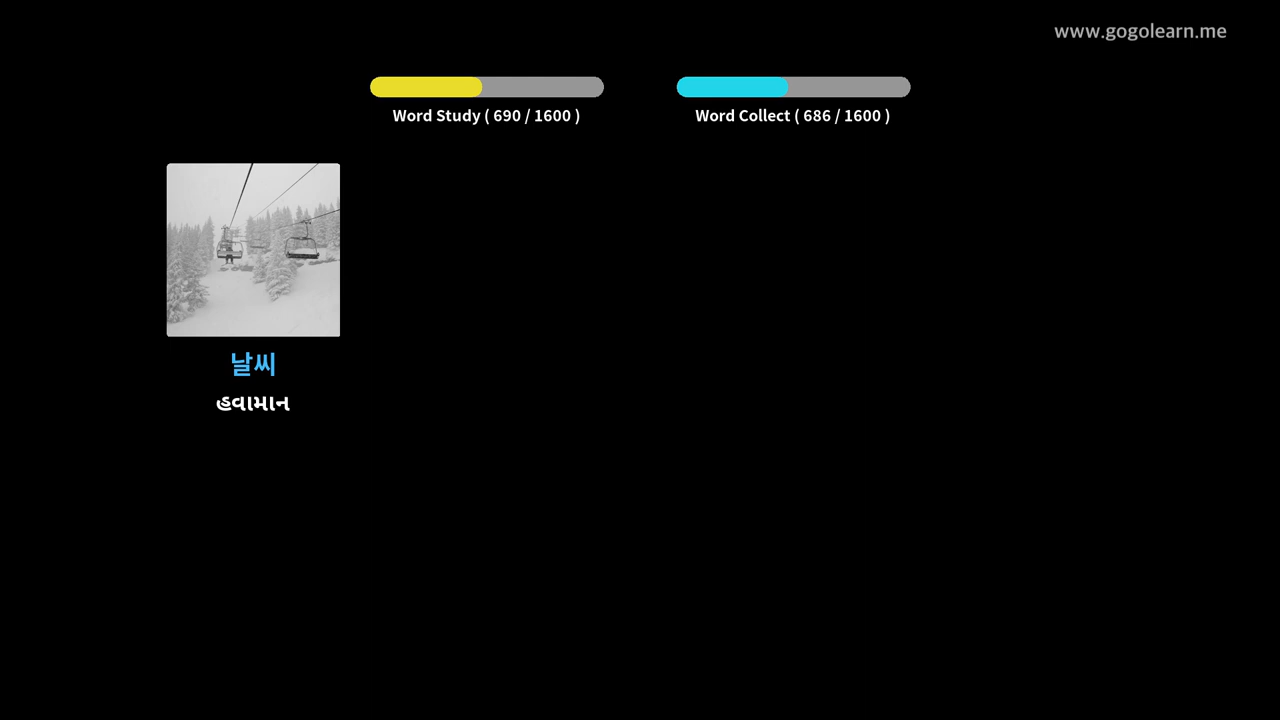 www.gogolearn.me
Word Study ( 690 / 1600 )
Word Collect ( 686 / 1600 )
날씨
હવામાન